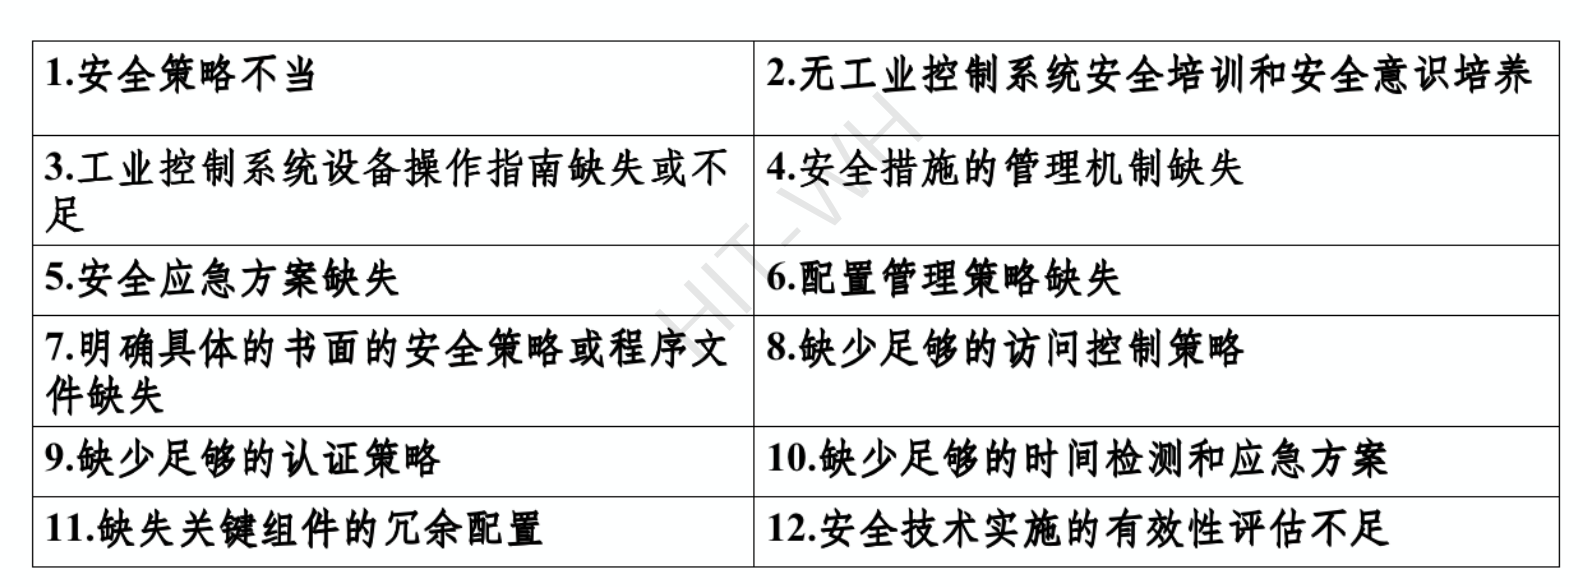 1.安全策略不当
2.无工业控制系统安全培训和安全意识培养
3.工业控制系统设备操作指南缺失或不
足
4.安全措施的管理机制缺失
5.安全应急方案缺失
6.配置管理策略缺失
7.明确具体的书面的安全策略或程序文
件缺失
8.缺少足够的访问控制策略
9.缺少足够的认证策略
10.缺少足够的时间检测和应急方案
11.缺失关键组件的冗余配置
12.安全技术实施的有效性评估不足
HIT-WH